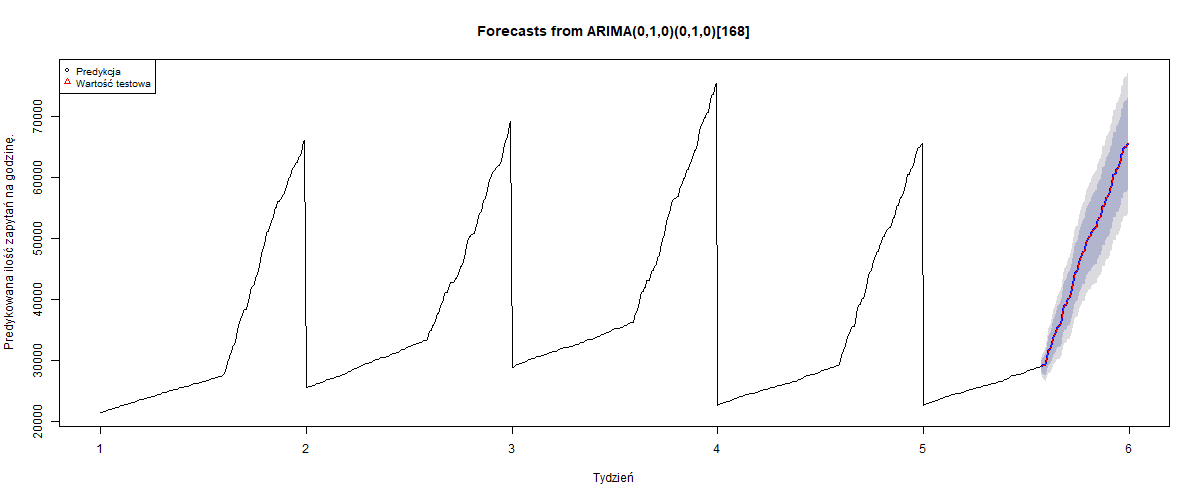 Forecasts from ARIMA(0,1,0)(0,1,0)[168]
Predykcja
Wartość testowa
Predykowana ilość zapytań na godzinę.
70000
60000
50000
40000
30000
20000
1 2 3 4 5 6
Tydzień